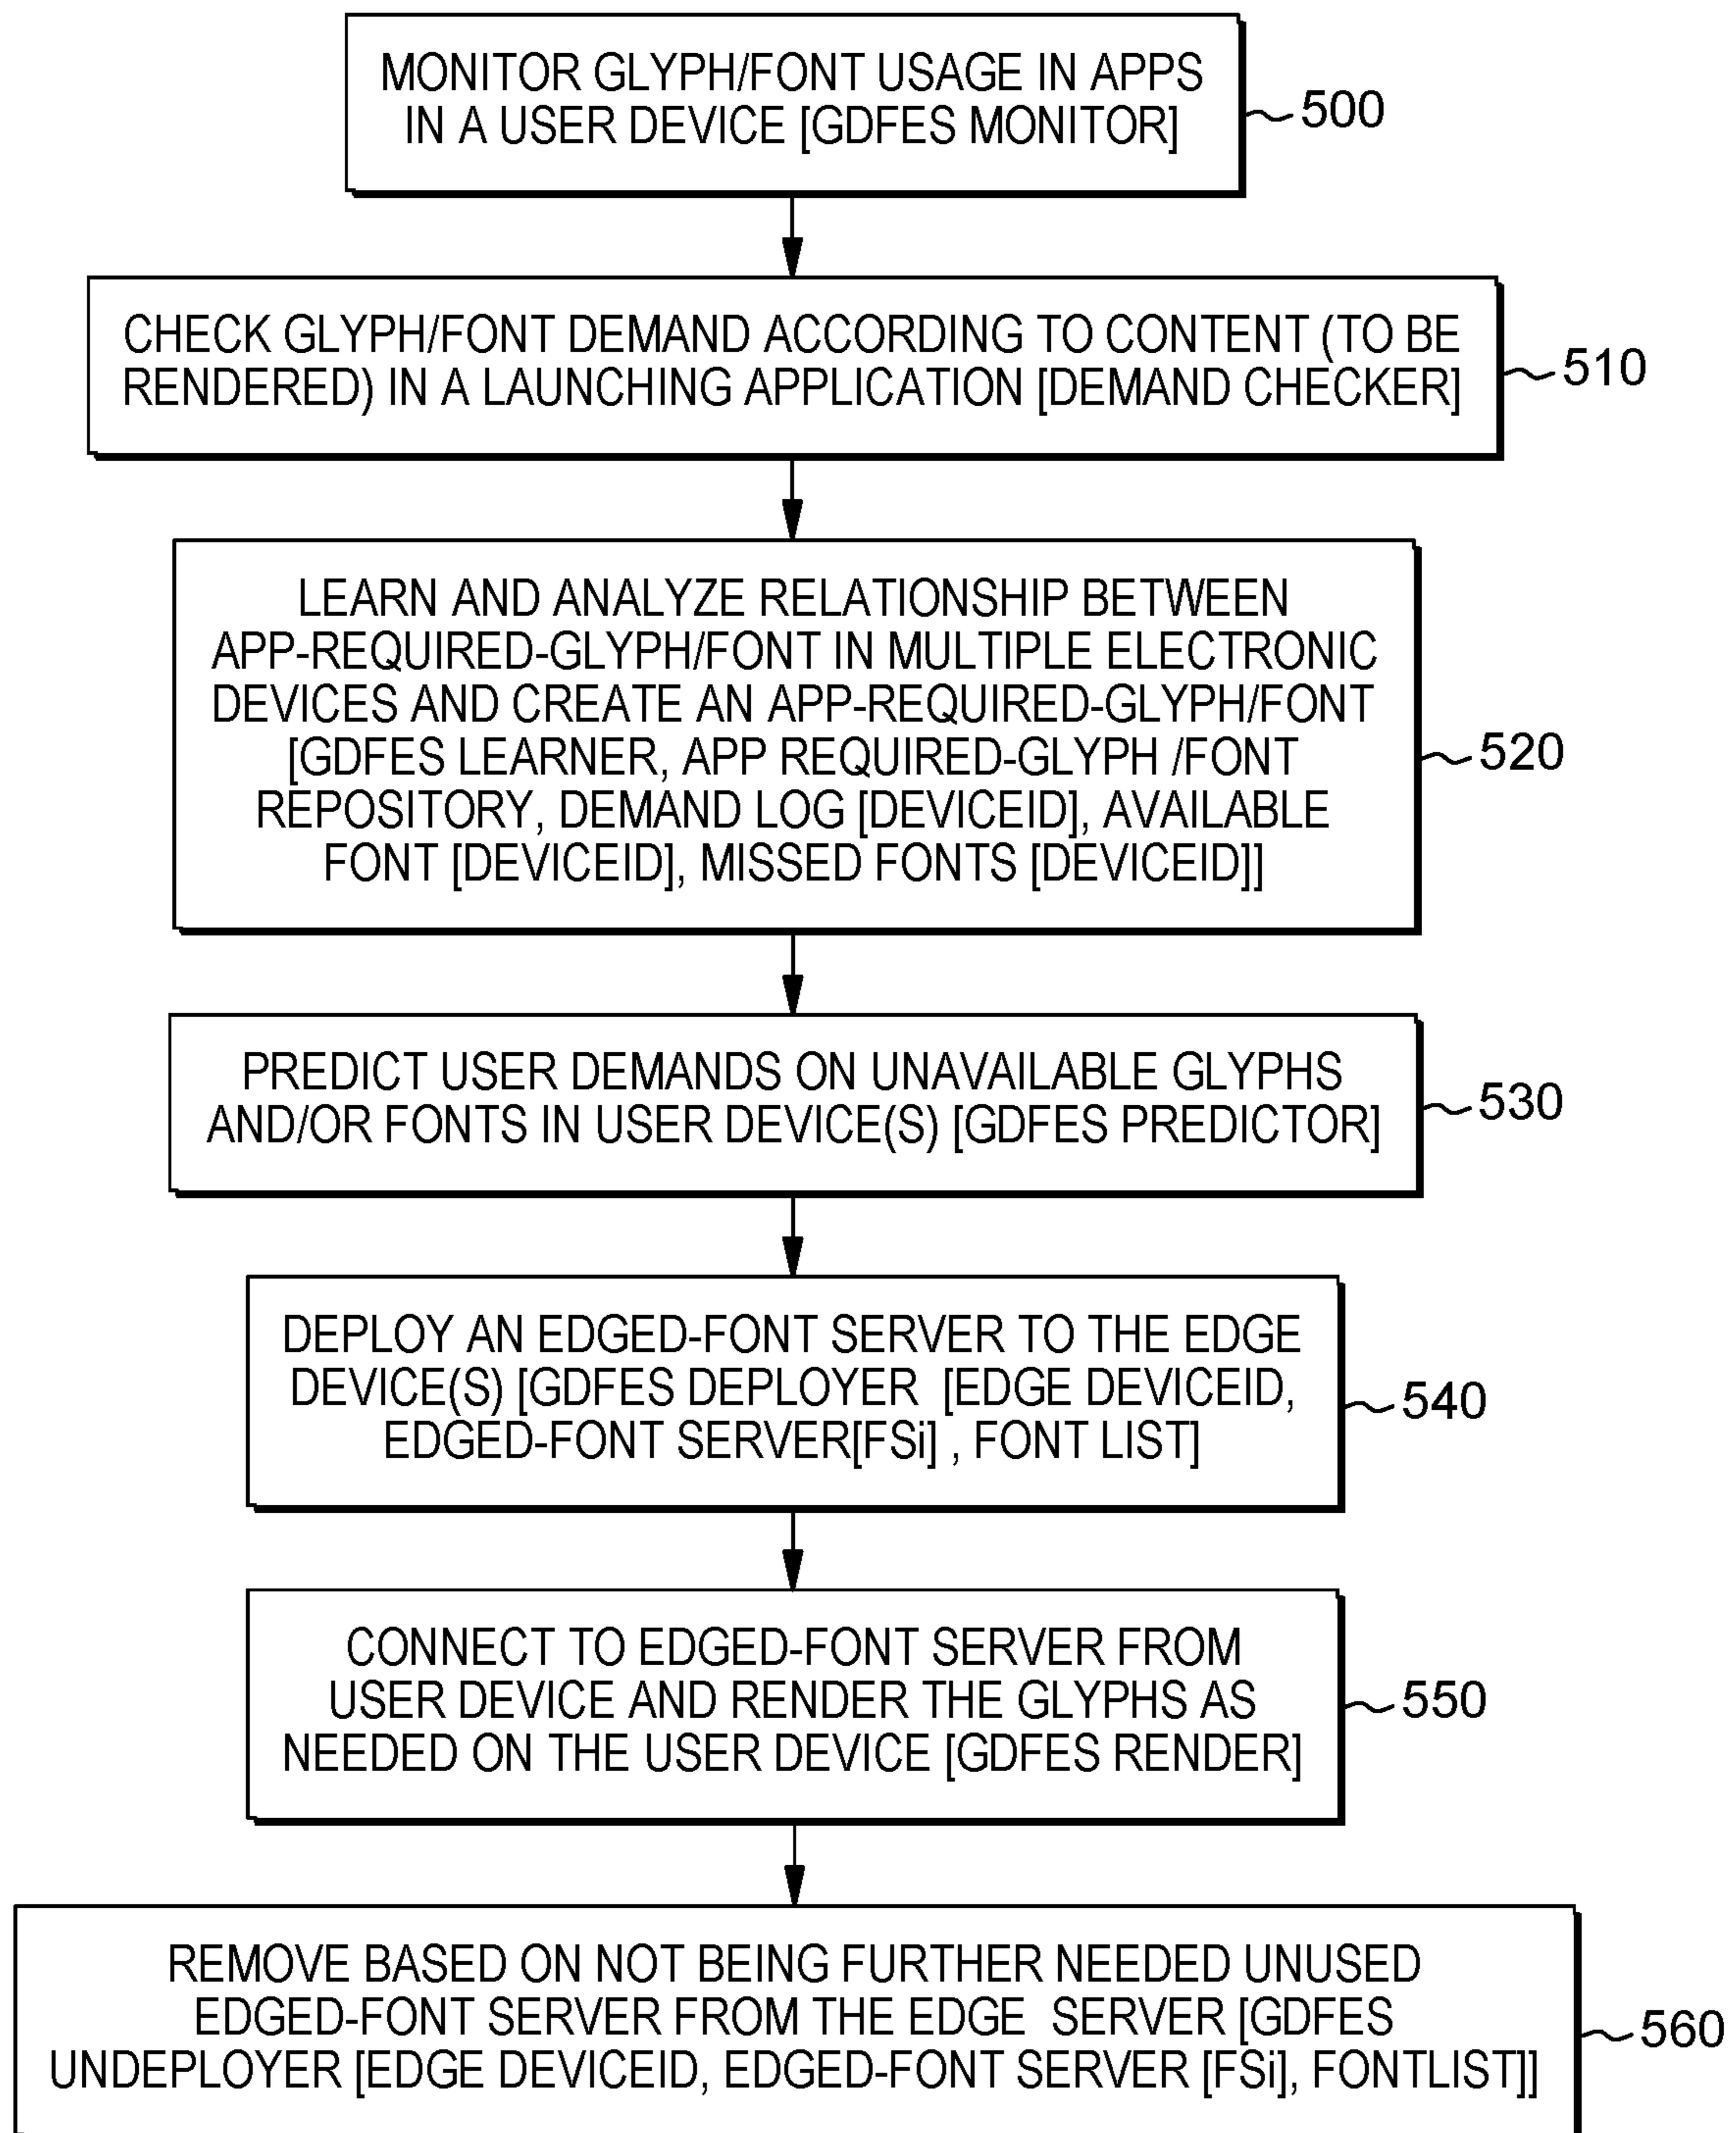 MONITOR GLYPH/FONT USAGE IN APPS
IN A USER DEVICE [GDFES MONITOR]
500
CHECK GLYPH/FONT DEMAND ACCORDING TO CONTENT (TO BE
RENDERED) IN A LAUNCHING APPLICATION [DEMAND CHECKER]
510
LEARN AND ANALYZE RELATIONSHIP BETWEEN
APP-REQUIRED-GLYPH/FONT IN MULTIPLE ELECTRONIC
DEVICES AND CREATE AN APP-REQUIRED-GLYPH/FONT
[GDFES LEARNER, APP REQUIRED-GLYPH /FONT
REPOSITORY, DEMAND LOG [DEVICEID], AVAILABLE
FONT [DEVICEID], MISSED FONTS [DEVICEID]]
520
PREDICT USER DEMANDS ON UNAVAILABLE GLYPHS
AND/OR FONTS IN USER DEVICE(S) [GDFES PREDICTOR]
530
DEPLOY AN EDGED-FONT SERVER TO THE EDGE
DEVICE(S) [GDFES DEPLOYER [EDGE DEVICEID,
EDGED-FONT SERVER[FSi] , FONT LIST]
540
CONNECT TO EDGED-FONT SERVER FROM
USER DEVICE AND RENDER THE GLYPHS AS
NEEDED ON THE USER DEVICE [GDFES RENDER]
550
REMOVE BASED ON NOT BEING FURTHER NEEDED UNUSED
EDGED-FONT SERVER FROM THE EDGE SERVER [GDFES
UNDEPLOYER [EDGE DEVICEID, EDGED-FONT SERVER [FSi], FONTLIST]]
560